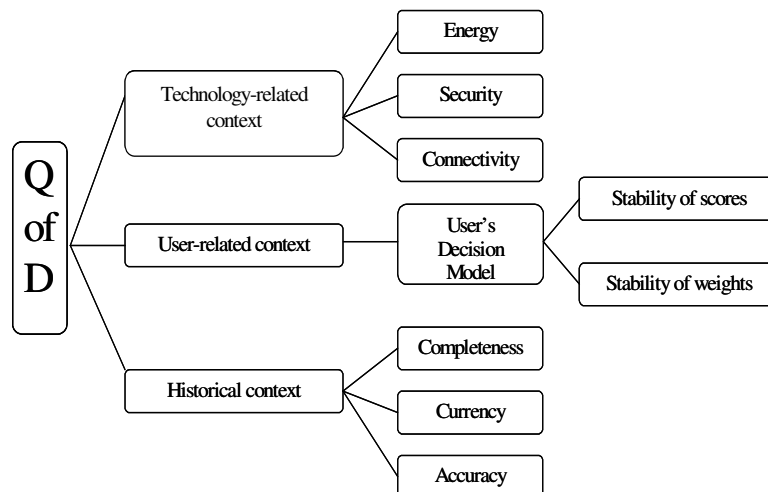 Q
of
D
Technology-related
context
Energy
Security
Connectivity
User-related context
User’s
Decision
Model
Stability of scores
Stability of weights
Historical context
Completeness
Currency
Accuracy